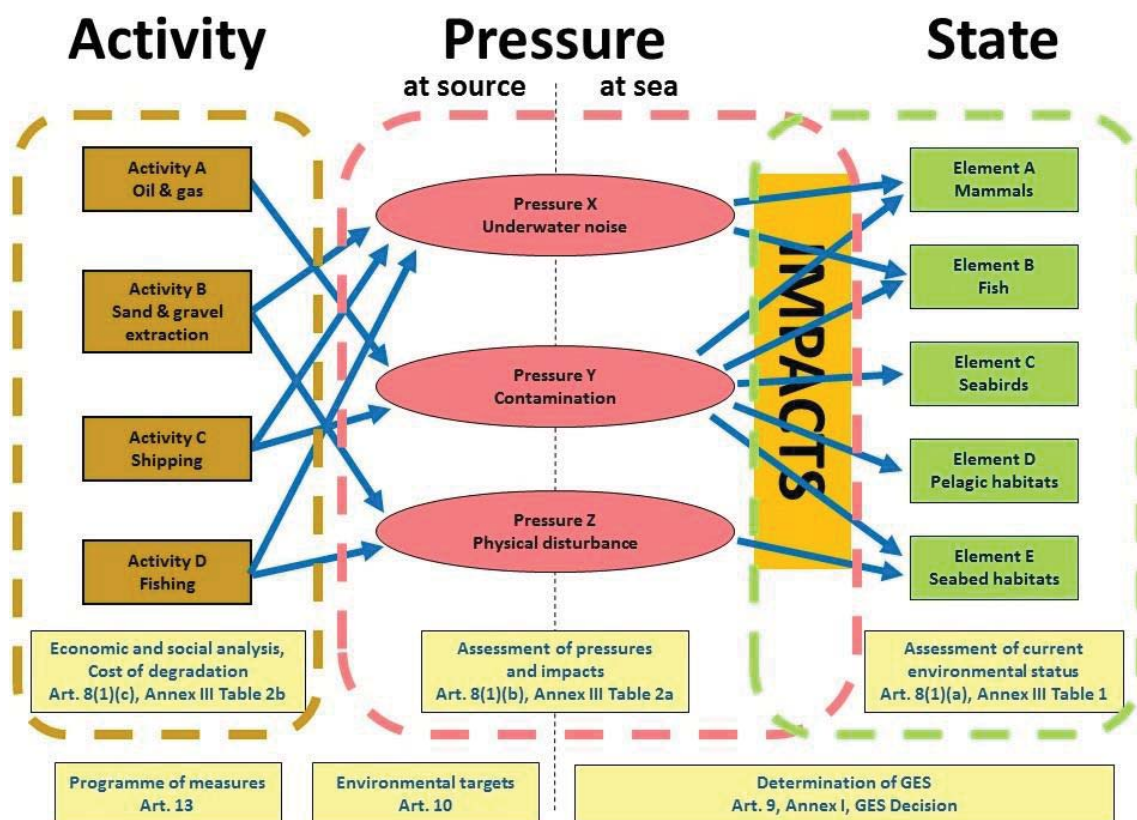 Activity
Pressure
State
at source
at sea
Activity A
Oil & gas
Activity B
Sand & gravel
extraction
Activity C
Shipping
Activity D
Fishing
Pressure X
Underwater noise
Pressure Y
Contamination
Pressure Z
Physical disturbance
IMPACTS
Element A
Mammals
Element B
Fish
Element C
Seabirds
Element D
Pelagic habitats
Element E
Seabed habitats
Economic and social analysis,
Cost of degradation
Art. 8(1)(c), Annex III Table 2b
Assessment of pressures
and impacts
Art. 8(1)(b), Annex III Table 2a
Assessment of current
environmental status
Art. 8(1)(a), Annex III Table 1
Programme of measures
Art. 13
Environmental targets
Art. 10
Determination of GES
Art. 9, Annex I, GES Decision